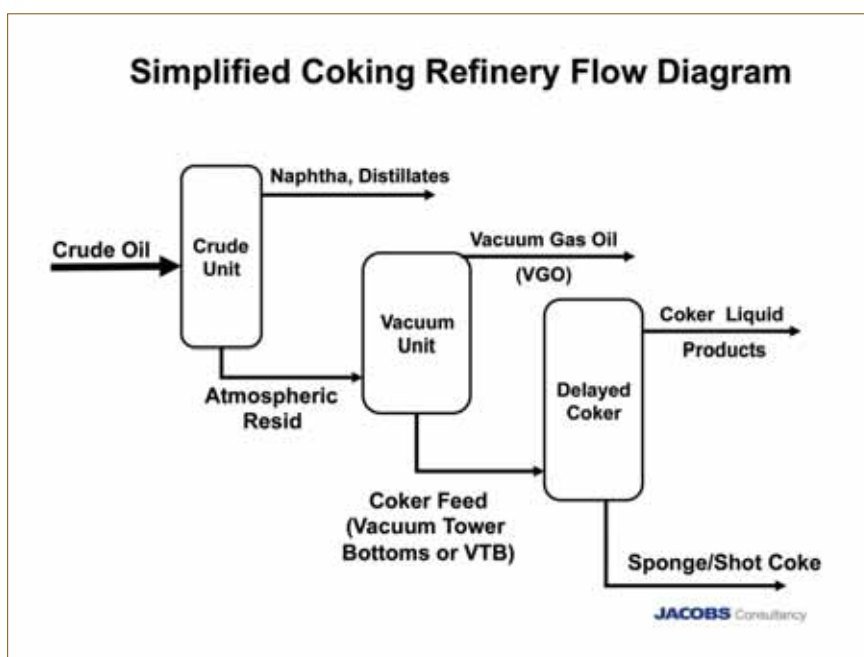 Simplified Coking Refinery Flow Diagram
Naphtha, Distillates
Crude Oil
Crude
Unit
Vacuum Gas Oil
(VGO)
Vacuum
Unit
Coker Liquid
Products
Atmospheric
Resid
Delayed
Coker
Coker Feed
(Vacuum Tower
Bottoms or VTB)
Sponge/Shot Coke
JACOBS Consultancy